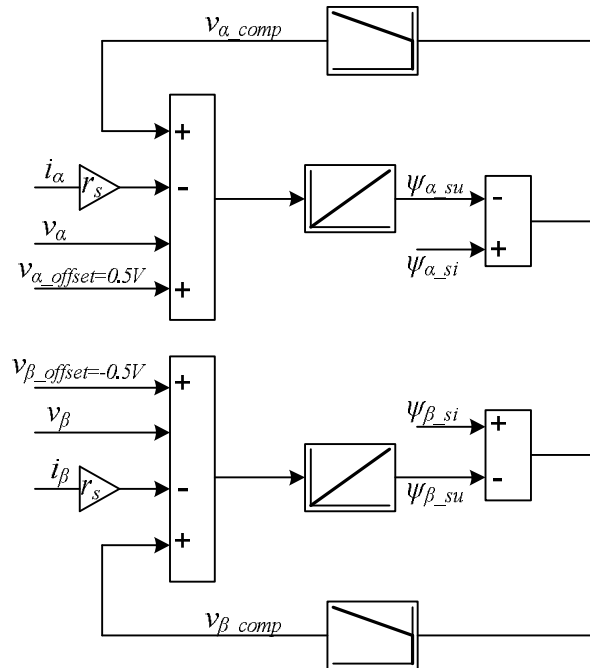 v_α_comp
+
i_α
r_s
-
ψ_α_su
-
v_α
ψ_α_si
+
v_α_offset=0.5V
+
v_β_offset=-0.5V
+
v_β
ψ_β_si
+
i_β
r_s
-
ψ_β_su
-
+
v_β_comp